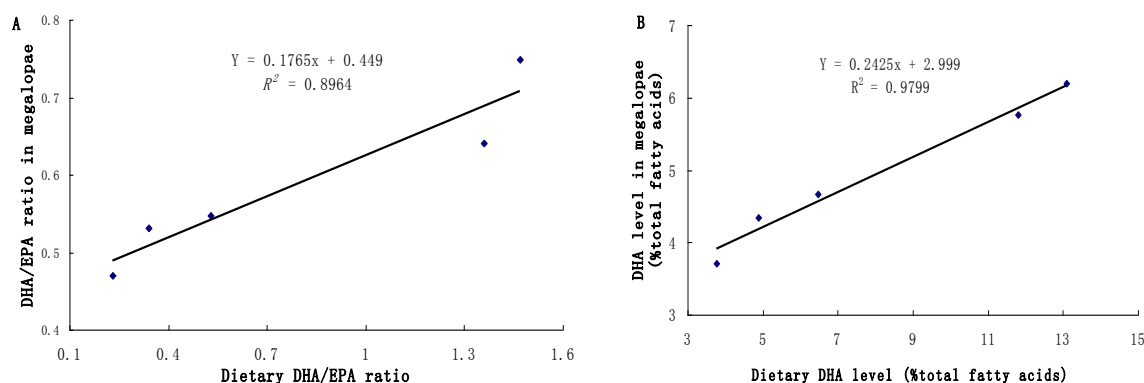 A
DHA/EPA ratio in megalopae
0.8
0.7
0.6
0.5
0.4
Y = 0.1765x + 0.449
R² = 0.8964
0.1 0.4 0.7 1 1.3 1.6
Dietary DHA/EPA ratio
B
DHA level in megalopae
(%total fatty acids)
7
6
5
4
3
Y = 0.2425x + 2.999
R² = 0.9799
3 5 7 9 11 13 15
Dietary DHA level (%total fatty acids)